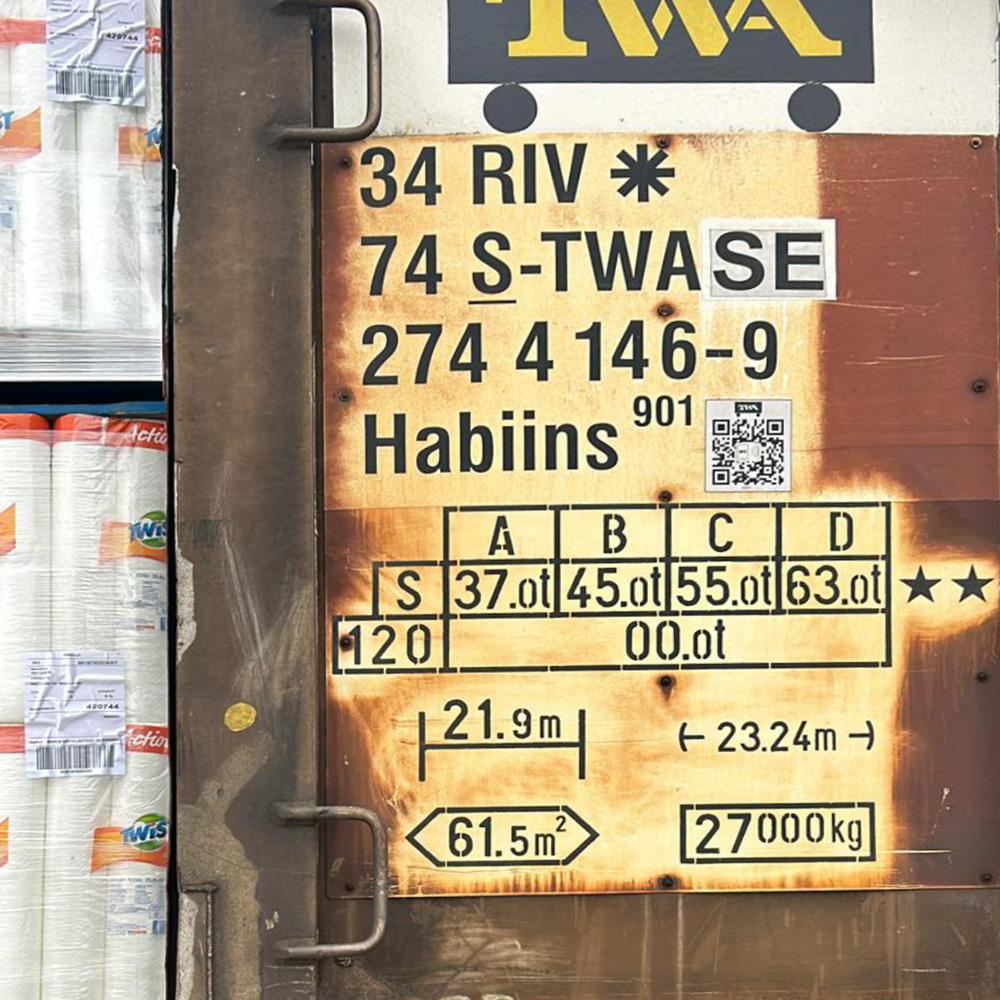 TWA
34 RIV
74 S-TWASE
274 4 146-9
Habiins 901
TWA
A B C D
S 37.0t 45.0t 55.0t 63.0t ★★
120 00.0t
21.9m
23.24m
61.5m²
27000kg
420744
Action
TWIST
420744
Action
TWIST